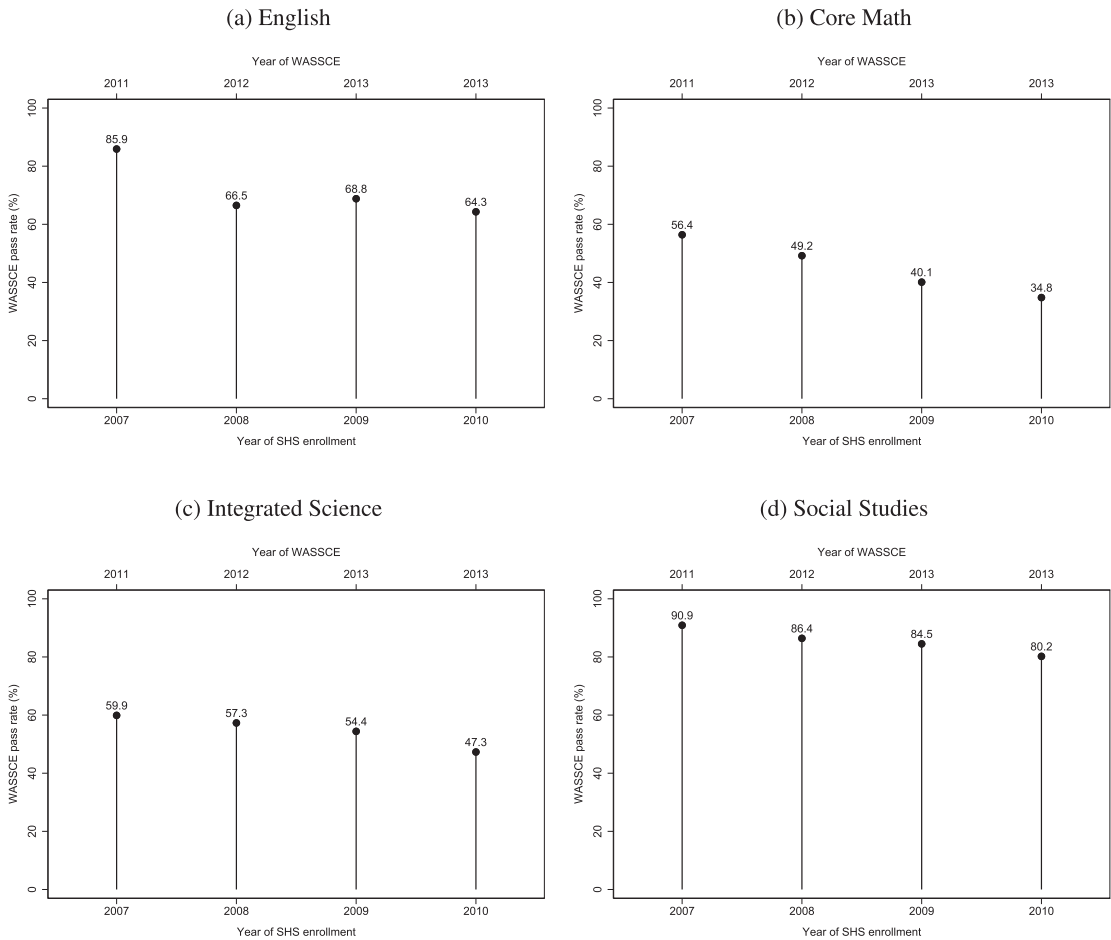 (a) English
Year of WASSCE
2011 2012 2013 2013
100
80
60
40
20
0
WASSCE pass rate (%)
85.9
66.5
68.8
64.3
2007 2008 2009 2010
Year of SHS enrollment
(b) Core Math
Year of WASSCE
2011 2012 2013 2013
100
80
60
40
20
0
WASSCE pass rate (%)
56.4
49.2
40.1
34.8
2007 2008 2009 2010
Year of SHS enrollment
(c) Integrated Science
Year of WASSCE
2011 2012 2013 2013
100
80
60
40
20
0
WASSCE pass rate (%)
59.9
57.3
54.4
47.3
2007 2008 2009 2010
Year of SHS enrollment
(d) Social Studies
Year of WASSCE
2011 2012 2013 2013
100
80
60
40
20
0
WASSCE pass rate (%)
90.9
86.4
84.5
80.2
2007 2008 2009 2010
Year of SHS enrollment